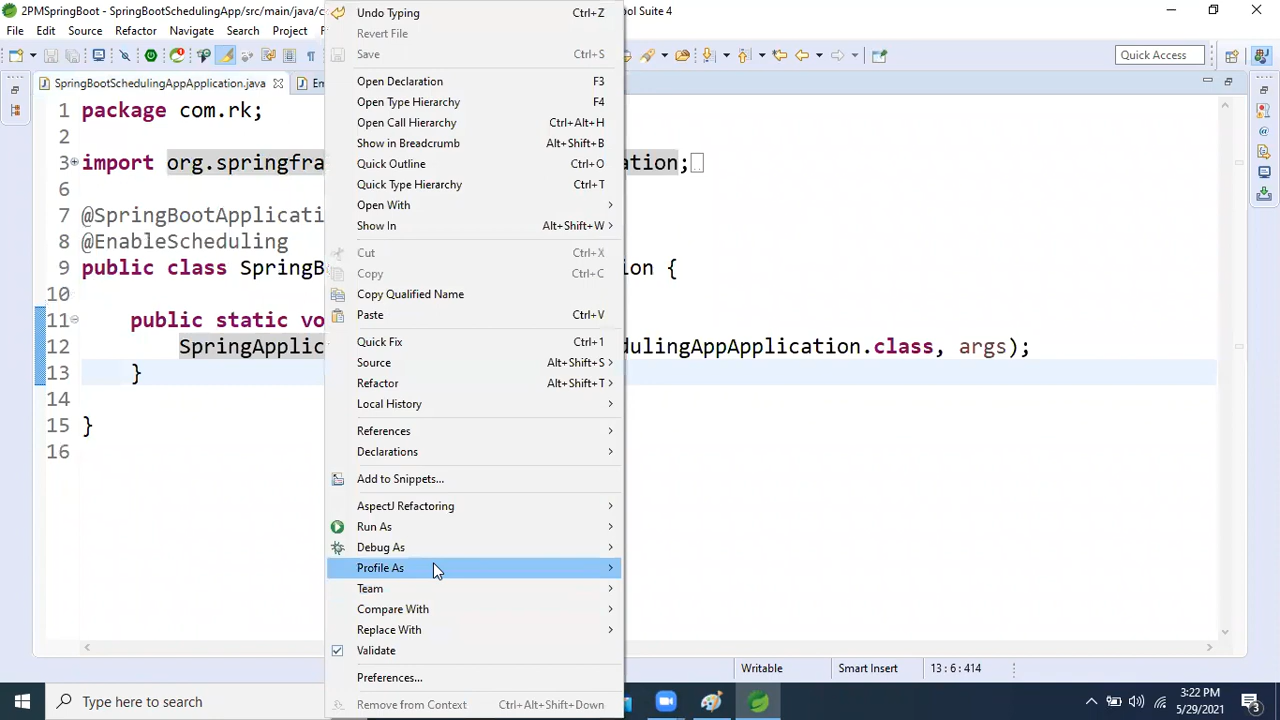 2PMSpringBoot - SpringBootSchedulingApp/src/main/java/c
Suite 4
File Edit Source Refactor Navigate Search Project
Quick Access
SpringBootSchedulingAppApplication.java
1 package com.rk;
2
3 import org.springfra ation;
6
7 @SpringBootApplicati
8 @EnableScheduling
9 public class SpringB on {
10
11 public static vo
12 SpringApplic dulingAppApplication.class, args);
13 }
14
15 }
16
Undo Typing Ctrl+Z
Revert File
Save Ctrl+S
Open Declaration F3
Open Type Hierarchy F4
Open Call Hierarchy Ctrl+Alt+H
Show in Breadcrumb Alt+Shift+B
Quick Outline Ctrl+O
Quick Type Hierarchy Ctrl+T
Open With
Show In Alt+Shift+W
Cut Ctrl+X
Copy Ctrl+C
Copy Qualified Name
Paste Ctrl+V
Quick Fix Ctrl+1
Source Alt+Shift+S
Refactor Alt+Shift+T
Local History
References
Declarations
Add to Snippets...
AspectJ Refactoring
Run As
Debug As
Profile As
Team
Compare With
Replace With
Validate
Preferences...
Remove from Context Ctrl+Alt+Shift+Down
Writable Smart Insert 13 : 6 : 414
Type here to search
3:22 PM
5/29/2021
3